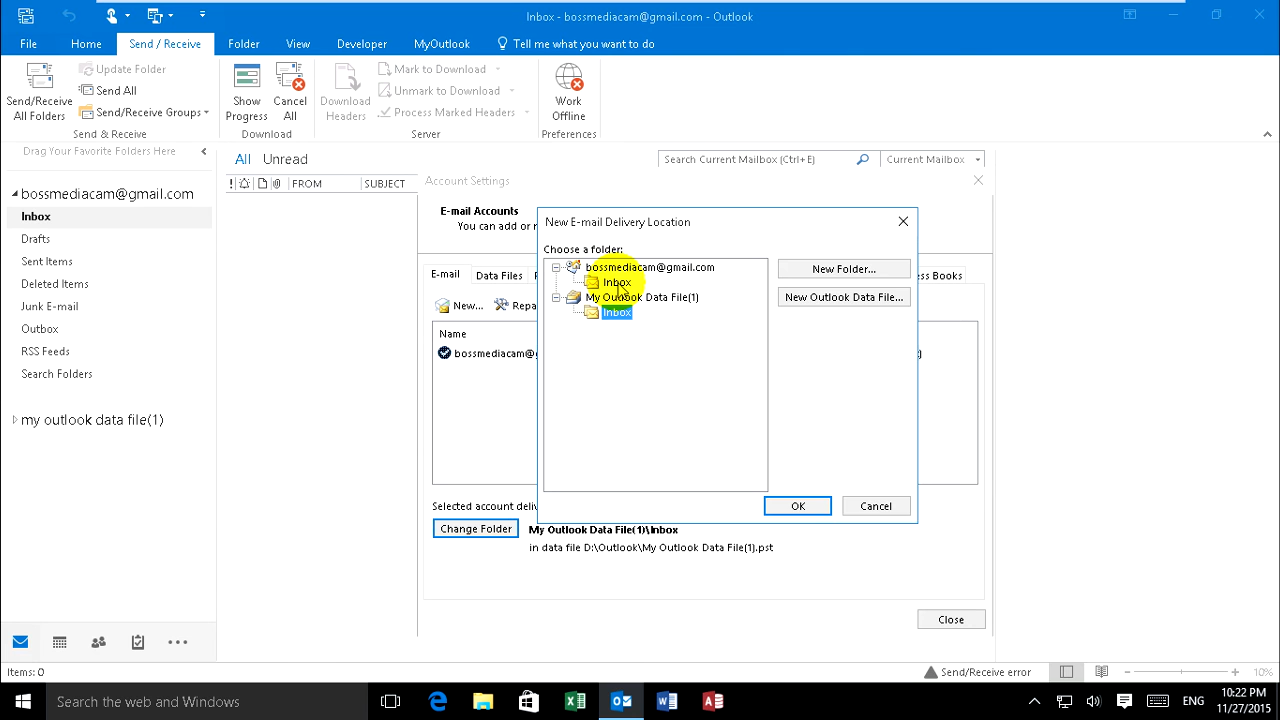 Inbox - bossmediacam@gmail.com - Outlook
File Home Send / Receive Folder View Developer MyOutlook Tell me what you want to do
Send/Receive All Folders
Update Folder
Send All
Send/Receive Groups
Send & Receive
Show Progress
Cancel All
Download
Download Headers
Mark to Download
Unmark to Download
Process Marked Headers
Server
Work Offline
Preferences
Drag Your Favorite Folders Here
bossmediacam@gmail.com
Inbox
Drafts
Sent Items
Deleted Items
Junk E-mail
Outbox
RSS Feeds
Search Folders
my outlook data file(1)
All Unread
Search Current Mailbox (Ctrl+E)
Current Mailbox
! FROM SUBJECT
Account Settings
E-mail Accounts
You can add or
E-mail Data Files
ess Books
New... Repa
Name
bossmediacam@
Selected account deli
Change Folder
My Outlook Data File(1)\Inbox
in data file D:\Outlook\My Outlook Data File(1).pst
Close
New E-mail Delivery Location
Choose a folder:
bossmediacam@gmail.com
Inbox
My Outlook Data File(1)
Inbox
New Folder...
New Outlook Data File...
OK
Cancel
Items: 0
Send/Receive error
10%
Search the web and Windows
ENG
10:22 PM
11/27/2015